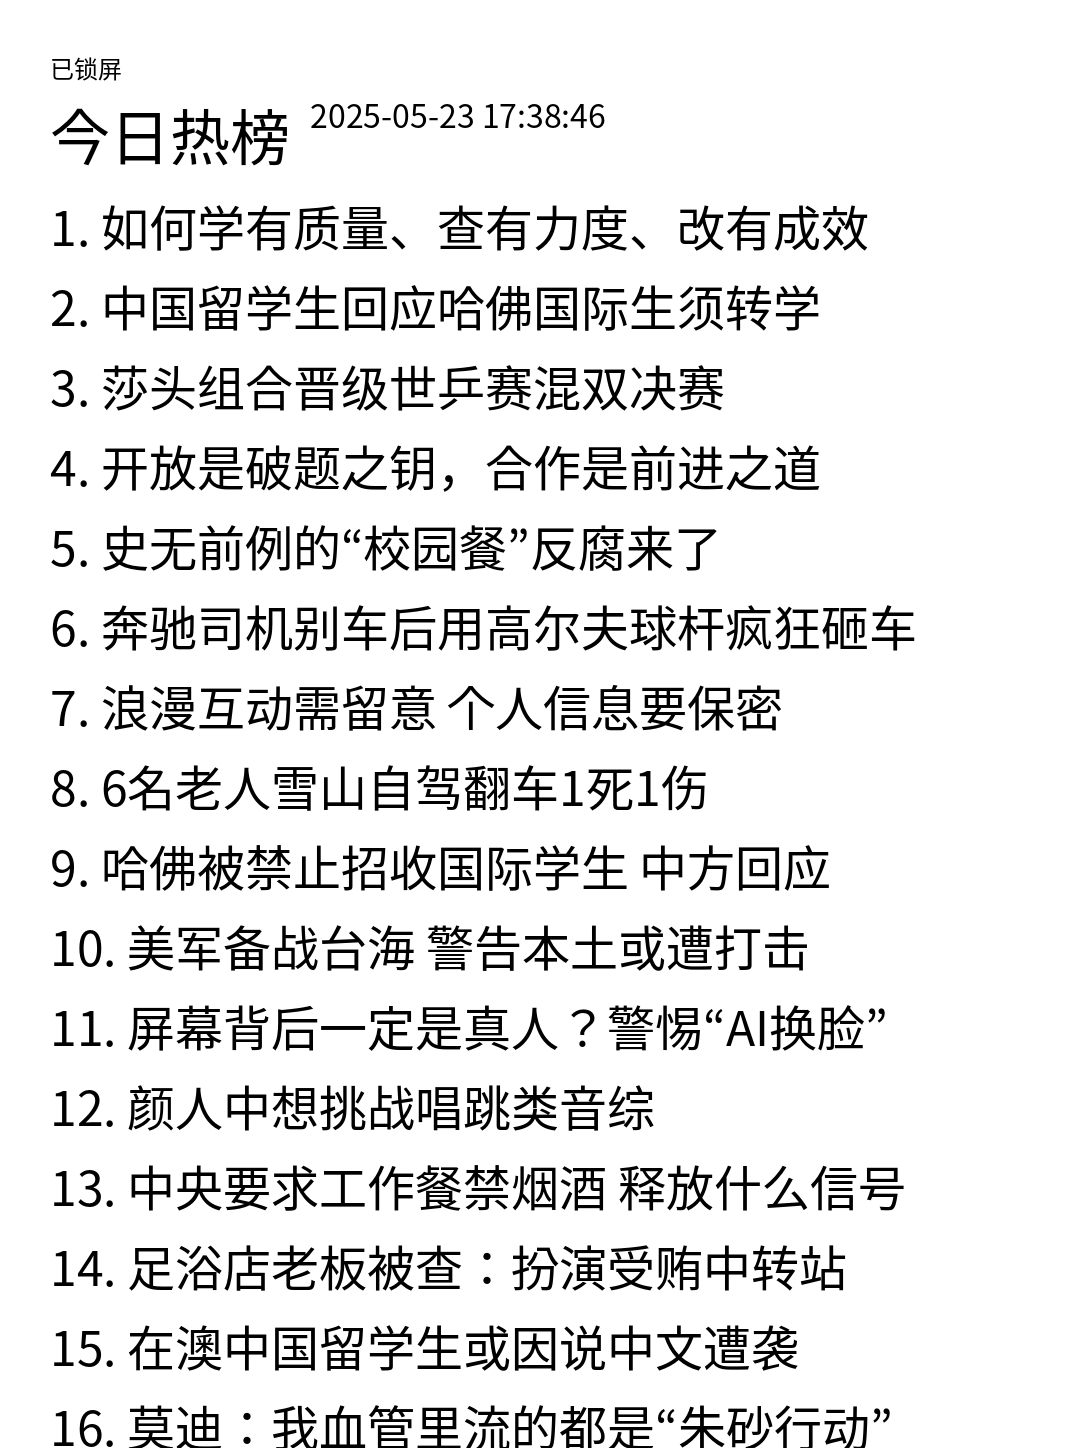 已锁屏
今日热榜 2025-05-23 17:38:46
1. 如何学有质量、查有力度、改有成效
2. 中国留学生回应哈佛国际生须转学
3. 莎头组合晋级世乒赛混双决赛
4. 开放是破题之钥，合作是前进之道
5. 史无前例的“校园餐”反腐来了
6. 奔驰司机别车后用高尔夫球杆疯狂砸车
7. 浪漫互动需留意 个人信息要保密
8. 6名老人雪山自驾翻车1死1伤
9. 哈佛被禁止招收国际学生 中方回应
10. 美军备战台海 警告本土或遭打击
11. 屏幕背后一定是真人？警惕“AI换脸”
12. 颜人中想挑战唱跳类音综
13. 中央要求工作餐禁烟酒 释放什么信号
14. 足浴店老板被查：扮演受贿中转站
15. 在澳中国留学生或因说中文遭袭
16. 莫迪：我血管里流的都是“朱砂行动”